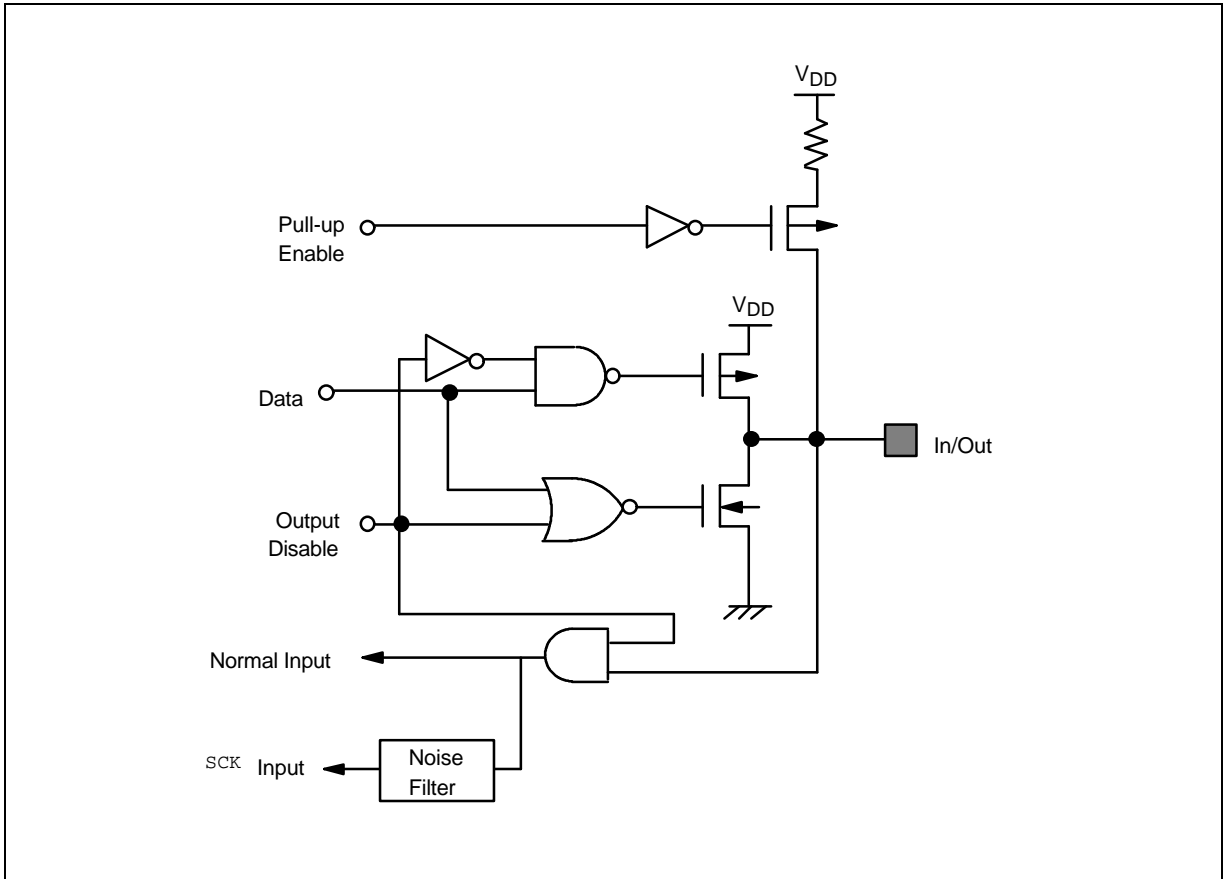 VDD
Pull-up
Enable
VDD
Data
In/Out
Output
Disable
Normal Input
SCK Input
Noise
Filter